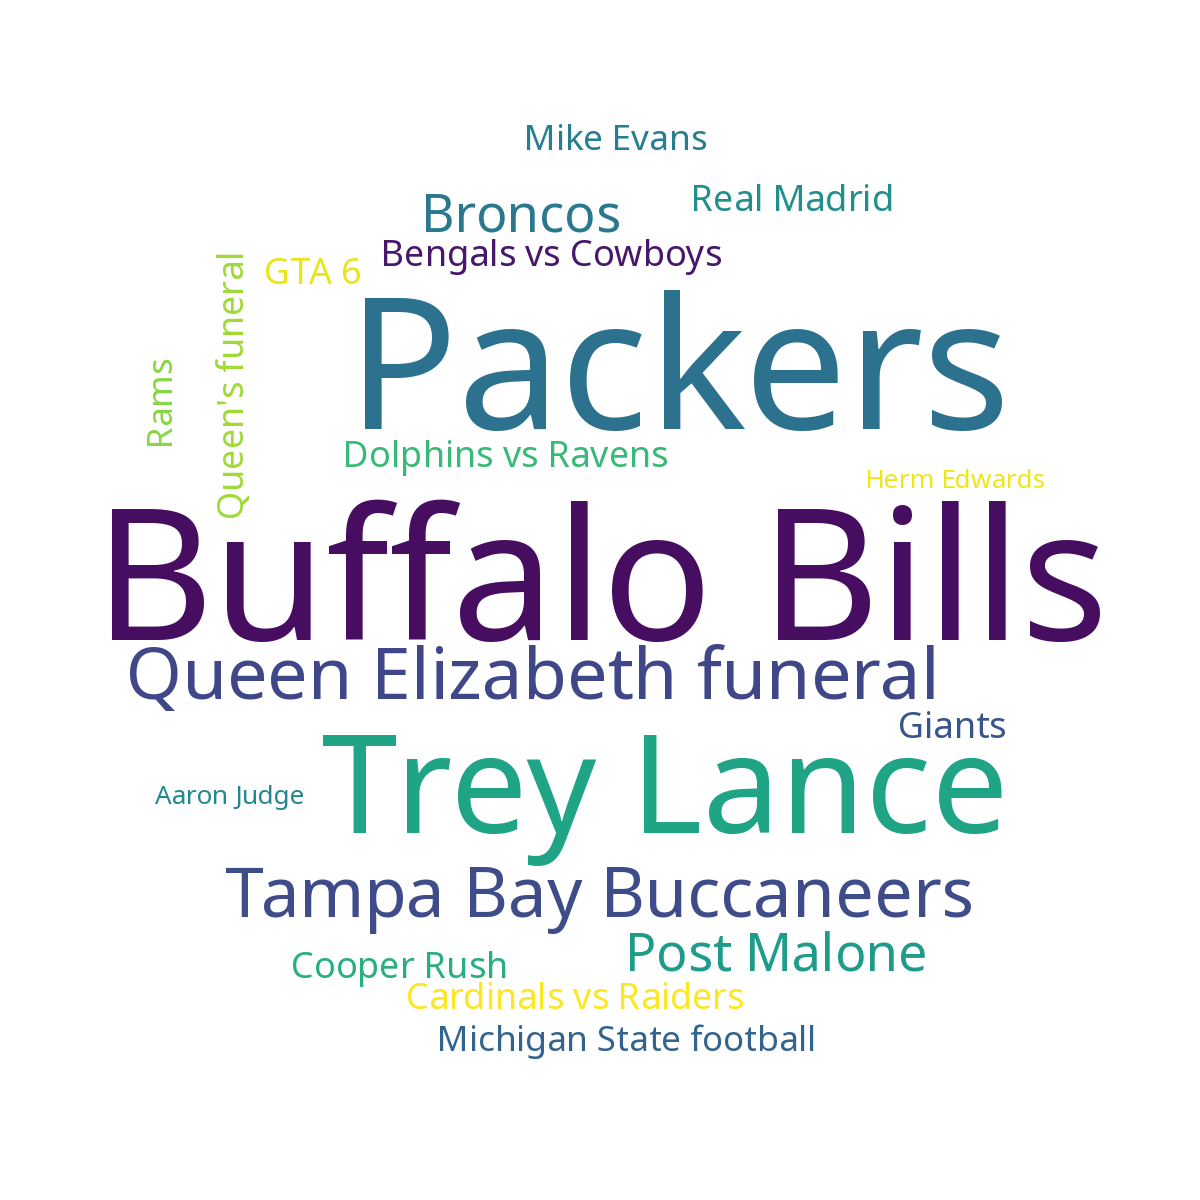 Mike Evans
Real Madrid
Broncos
Bengals vs Cowboys
GTA 6
Queen's funeral
Packers
Rams
Dolphins vs Ravens
Herm Edwards
Buffalo Bills
Queen Elizabeth funeral
Giants
Trey Lance
Aaron Judge
Tampa Bay Buccaneers
Post Malone
Cooper Rush
Cardinals vs Raiders
Michigan State football